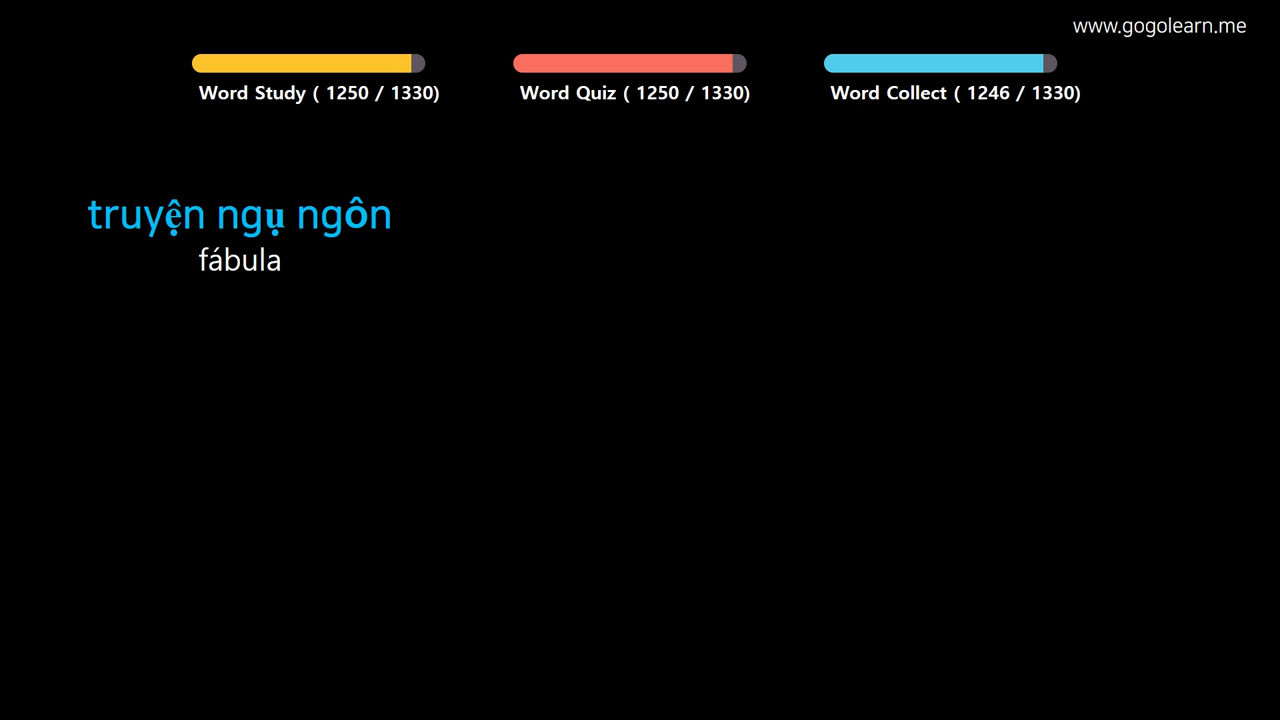 www.gogolearn.me
Word Study ( 1250 / 1330)
Word Quiz ( 1250 / 1330)
Word Collect ( 1246 / 1330)
truyện ngụ ngôn
fábula